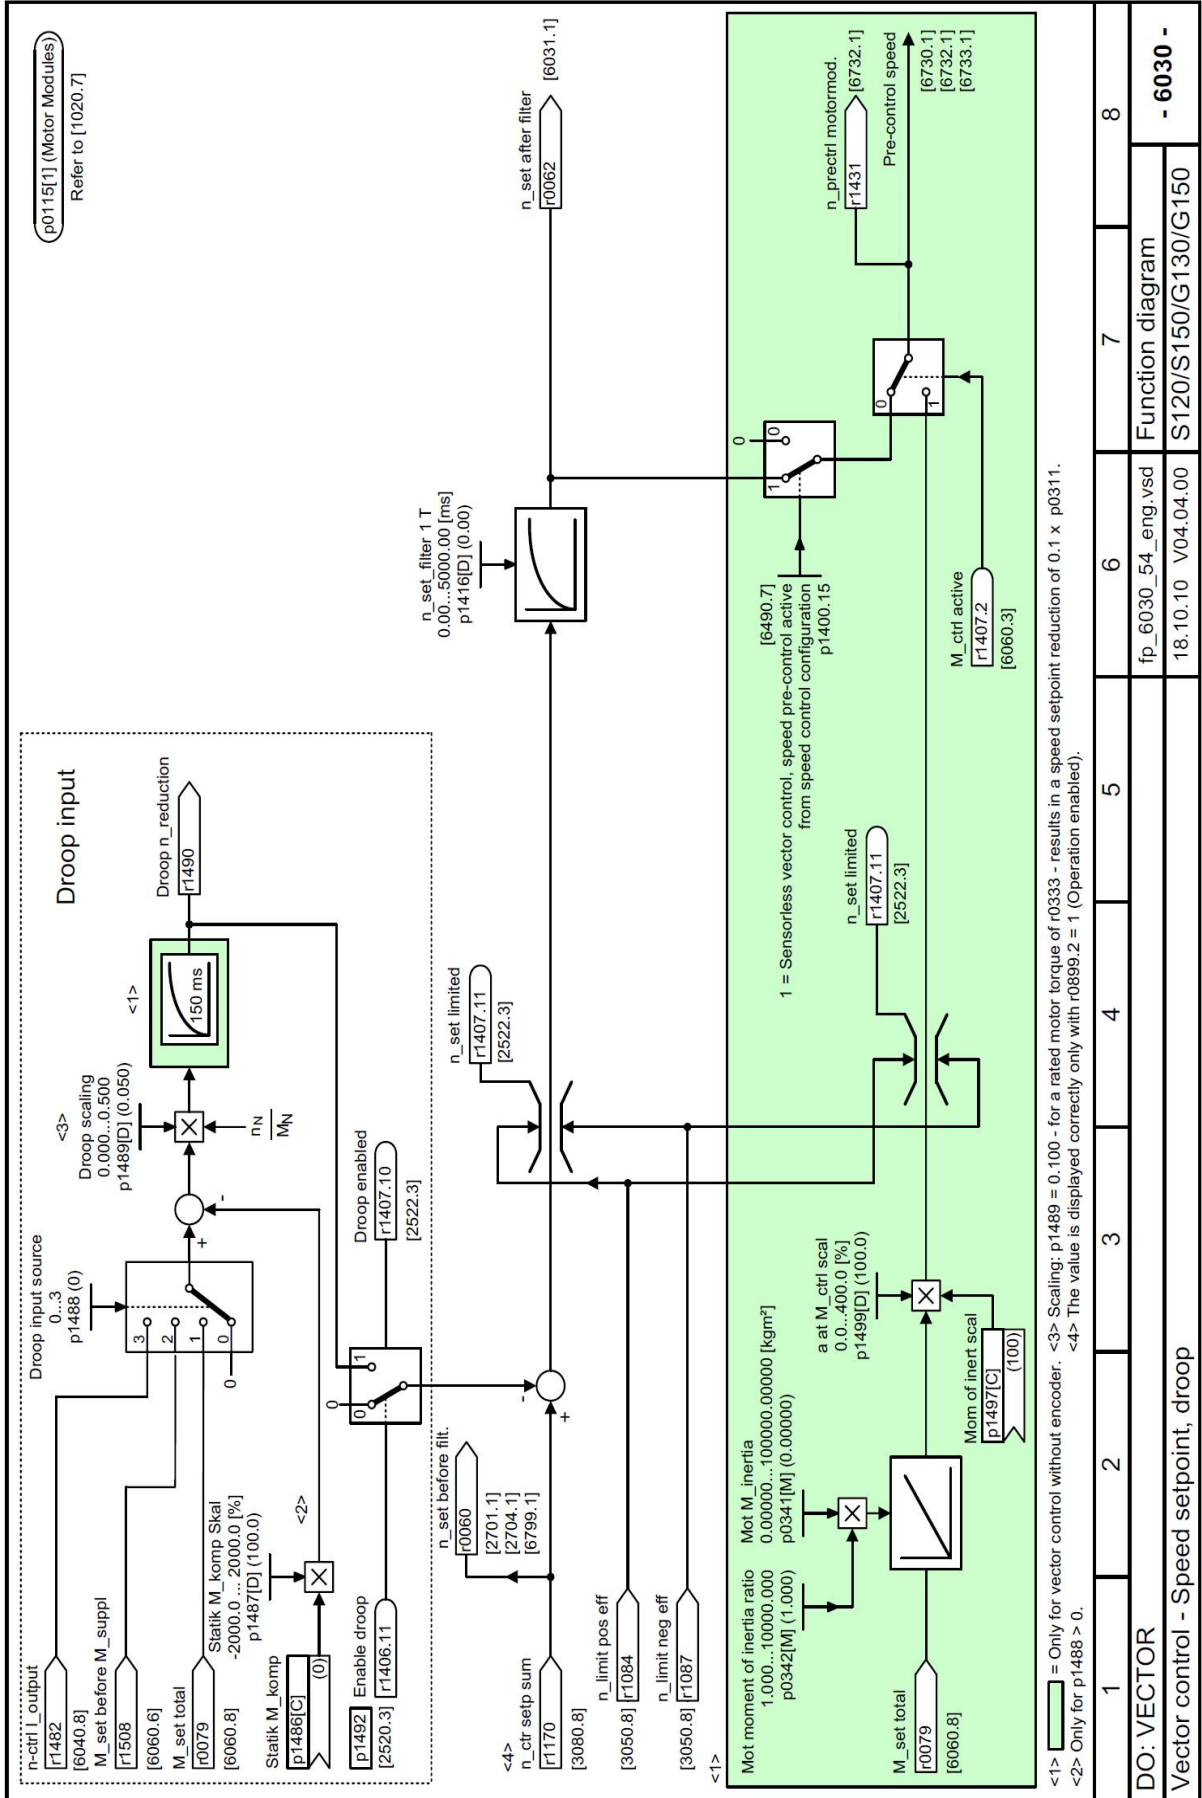 p0115[1] (Motor Modules)
Refer to [1020.7]
Droop input
n-ctrl I_output
r1482
[6040.8]
M_set before M_suppl
r1508
[6060.6]
M_set total
r0079
[6060.8]
Statik M_komp Skal
-2000.0 ... 2000.0 [%]
p1487[D] (100.0)
Statik M_komp
p1486[C]
(0)
<2>
Droop input source
0...3
p1488 (0)
3
2
1
0
0
+
-
<3>
Droop scaling
0.000...0.500
p1489[D] (0.050)
nN
MN
<1>
150 ms
Droop n_reduction
r1490
p1492
Enable droop
r1406.11
[2520.3]
0
0
1
Droop enabled
r1407.10
[2522.3]
<4>
n_ctr setp sum
r1170
[3080.8]
n_set before filt.
r0060
[2701.1]
[2704.1]
[6799.1]
-
+
n_set limited
r1407.11
[2522.3]
n_set_filter 1 T
0.00...5000.00 [ms]
p1416[D] (0.00)
n_set after filter
r0062
[6031.1]
n_limit pos eff
r1084
[3050.8]
n_limit neg eff
r1087
[3050.8]
<1>
Mot moment of inertia ratio
1.000...10000.000
p0342[M] (1.000)
Mot M_inertia
0.00000...100000.00000 [kgm²]
p0341[M] (0.00000)
M_set total
r0079
[6060.8]
a at M_ctrl scal
0.0...400.0 [%]
p1499[D] (100.0)
Mom of inert scal
p1497[C]
(100)
n_set limited
r1407.11
[2522.3]
[6490.7]
1 = Sensorless vector control, speed pre-control active
from speed control configuration
p1400.15
0
1
0
M_ctrl active
r1407.2
[6060.3]
0
1
n_prectrl motormod.
r1431
[6732.1]
Pre-control speed
[6730.1]
[6732.1]
[6733.1]
<1> = Only for vector control without encoder. <3> Scaling: p1489 = 0.100 - for a rated motor torque of r0333 - results in a speed setpoint reduction of 0.1 x p0311.
<2> Only for p1488 > 0. <4> The value is displayed correctly only with r0899.2 = 1 (Operation enabled).
1 2 3 4 5 6 7 8
DO: VECTOR
fp_6030_54_eng.vsd
Function diagram
- 6030 -
Vector control - Speed setpoint, droop
18.10.10 V04.04.00
S120/S150/G130/G150